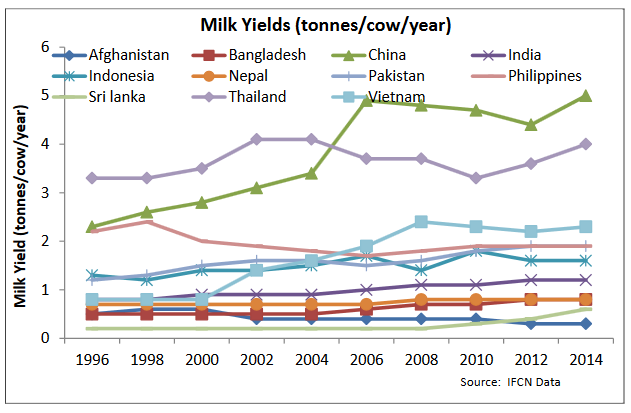 Milk Yields (tonnes/cow/year)
6
Afghanistan Bangladesh China India
Indonesia Nepal Pakistan Philippines
Sri lanka Thailand Vietnam
5
4
3
2
1
0
Milk Yield (tonnes/cow/year)
1996 1998 2000 2002 2004 2006 2008 2010 2012 2014
Source: IFCN Data